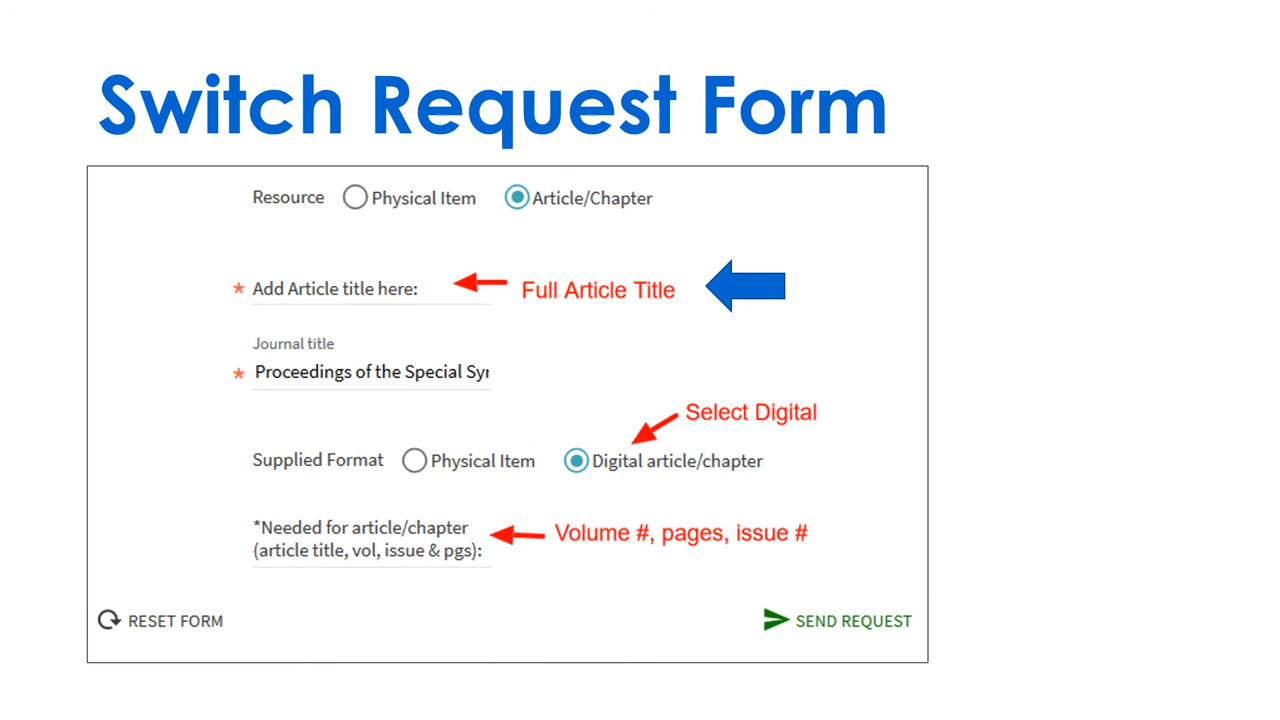 Switch Request Form
Resource Physical Item Article/Chapter
* Add Article title here: Full Article Title
Journal title
* Proceedings of the Special Syr
Select Digital
Supplied Format Physical Item Digital article/chapter
*Needed for article/chapter
(article title, vol, issue & pgs):
Volume #, pages, issue #
RESET FORM SEND REQUEST